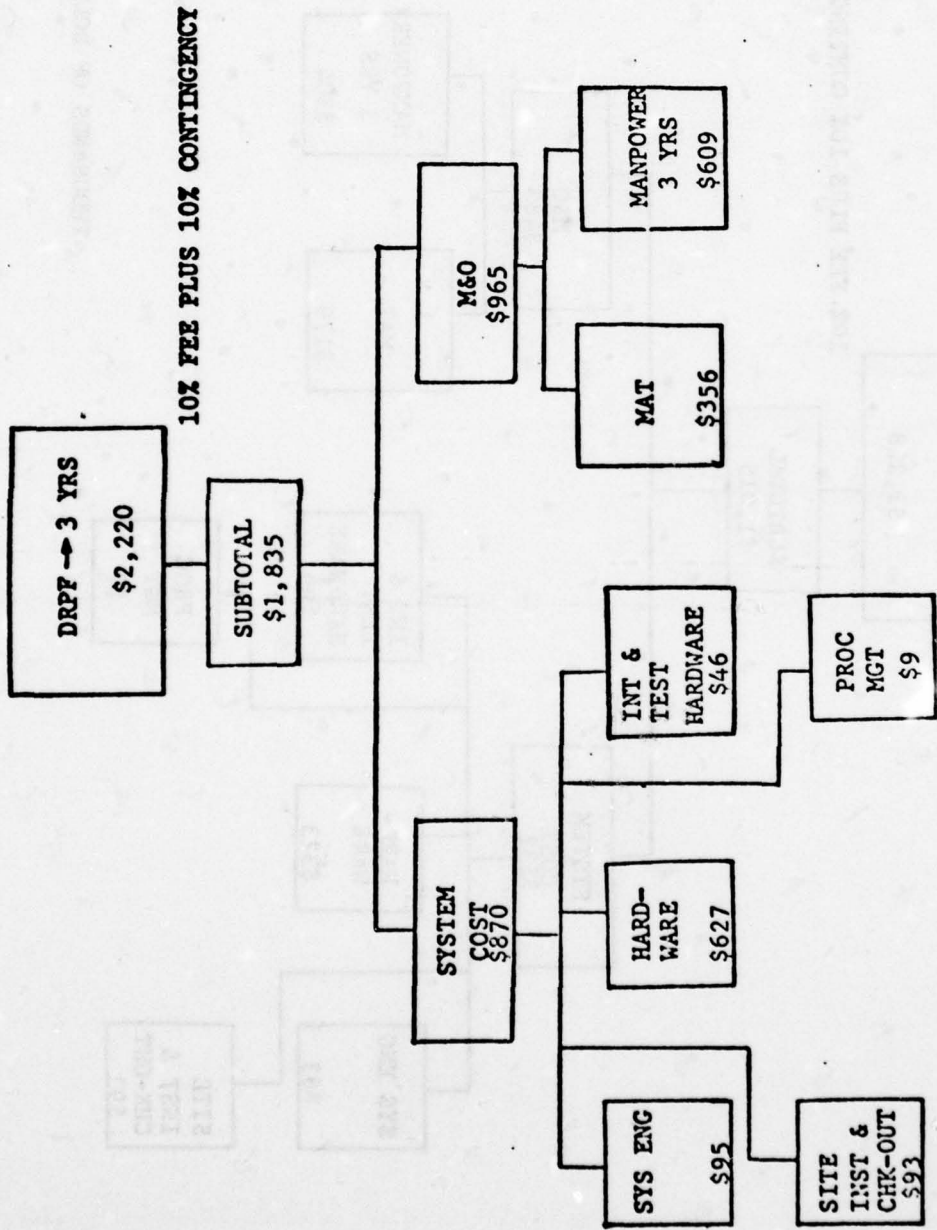 DRPF → 3 YRS
$2,220
10% FEE PLUS 10% CONTINGENCY
SUBTOTAL
$1,835
SYSTEM
COST
$870
M&O
$965
SYS ENG
$95
HARD-
WARE
$627
INT &
TEST
HARDWARE
$46
MAT
$356
MANPOWER
3 YRS
$609
SITE
INST &
CHK-OUT
$93
PROC
MGT
$9